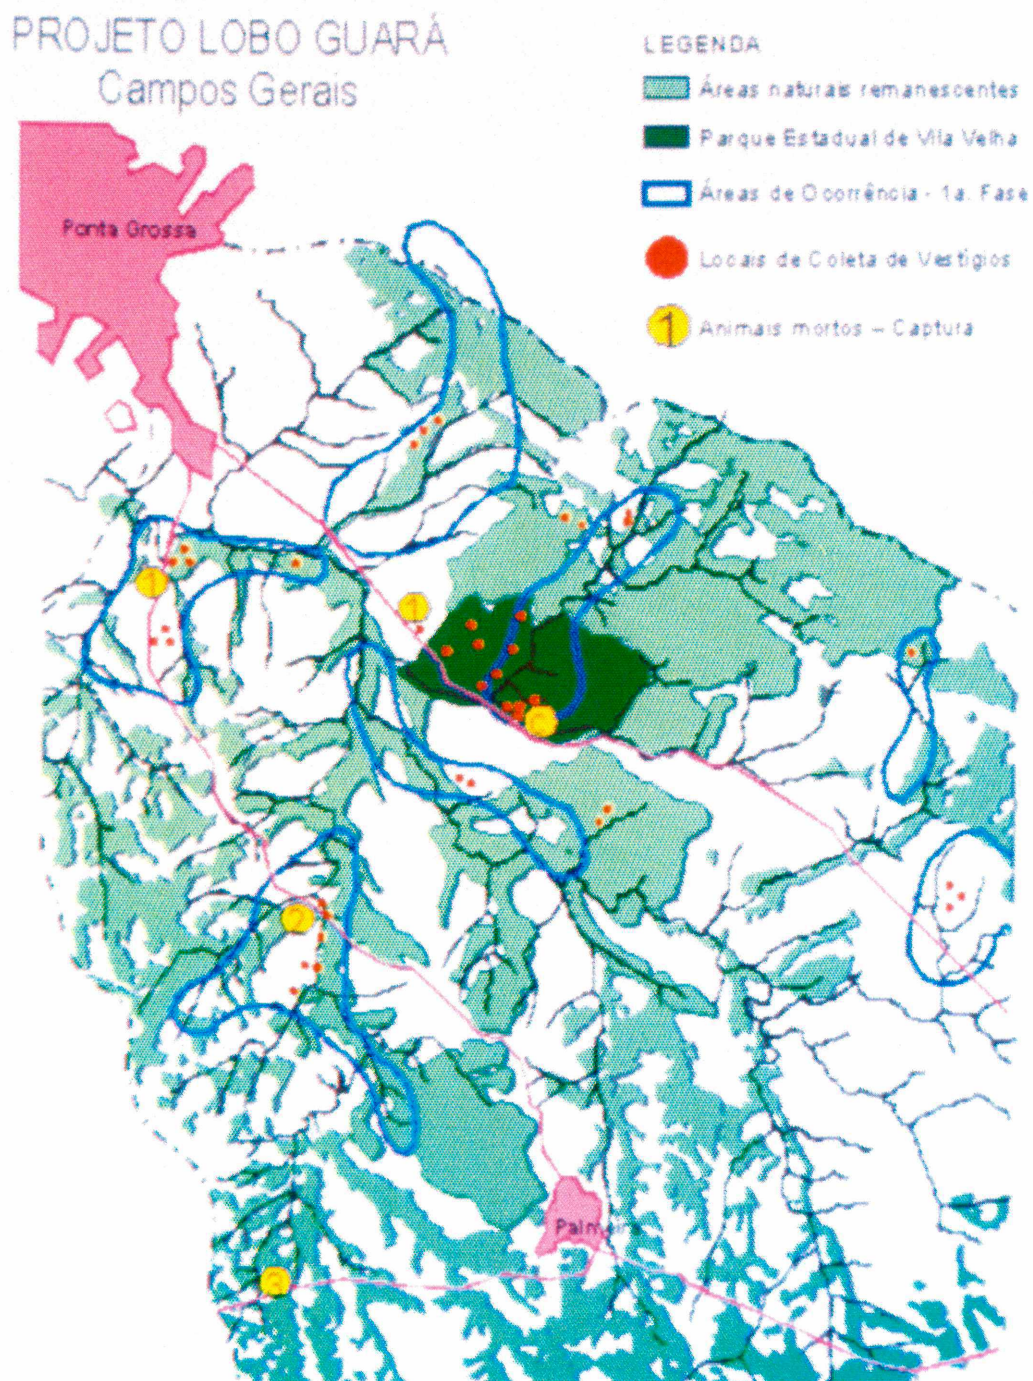 PROJETO LOBO GUARÁ
Campos Gerais
LEGENDA
Áreas naturais remanescentes
Parque Estadual de Vila Velha
Áreas de Ocorrência - 1a. Fase
Locais de Coleta de Vestígios
1 Animais mortos – Captura
Ponta Grossa
1
1
2
Palmeira
3